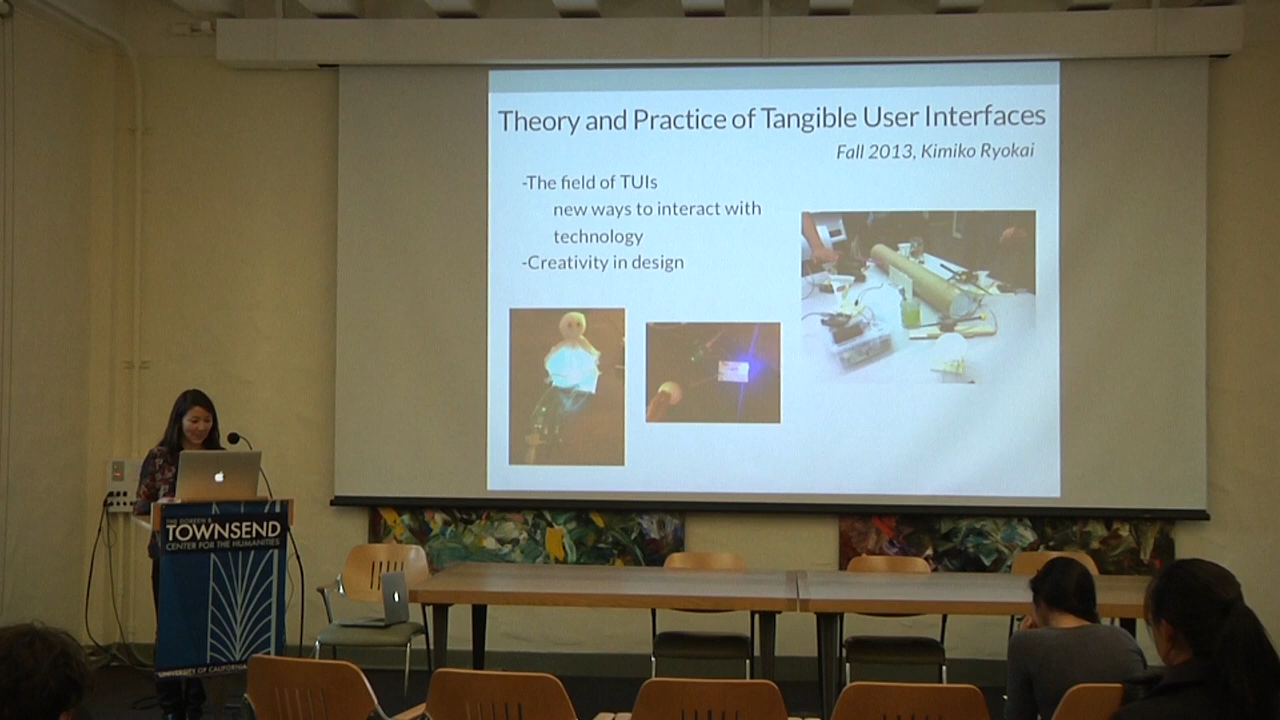 Theory and Practice of Tangible User Interfaces
Fall 2013, Kimiko Ryokai
-The field of TUIs
new ways to interact with
technology
-Creativity in design
THE DOREEN B.
TOWNSEND
CENTER FOR THE HUMANITIES
UNIVERSITY OF CALIFORNIA